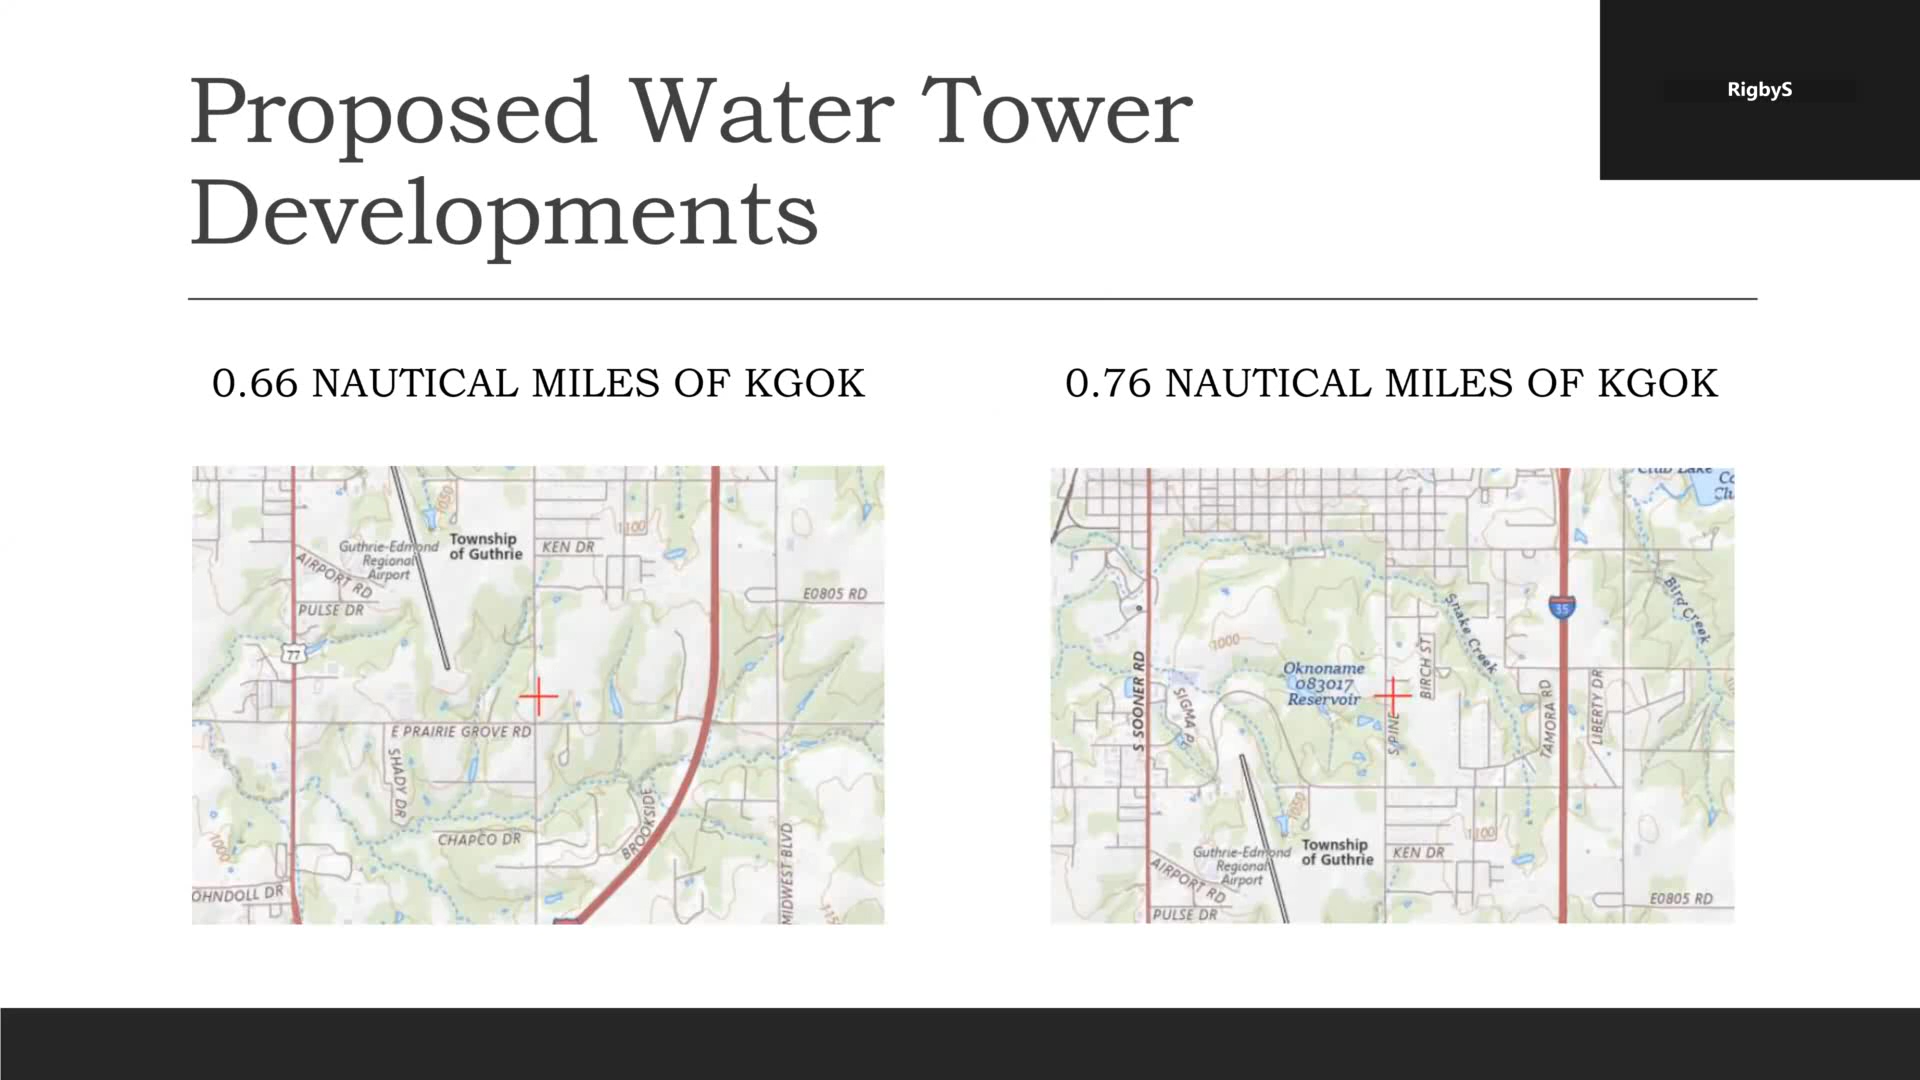 Proposed Water Tower
Developments
RigbyS
0.66 NAUTICAL MILES OF KGOK
0.76 NAUTICAL MILES OF KGOK
1050
Township
of Guthrie
Guthrie-Edmond
Regional
Airport
AIRPORT RD
PULSE DR
KEN DR
1100
E0805 RD
77
E PRAIRIE GROVE RD
SHADY DR
CHAPCO DR
BROOKSIDE
MIDWEST BLVD
1000
OHNDOLL DR
Club Lake
Bird Creek
35
Snake Creek
1000
Oknoname
083017
Reservoir
BIRCH ST
S SOONER RD
SIGMA PL
S PINE
TAMORA RD
LIBERTY DR
1050
Township
of Guthrie
Guthrie-Edmond
Regional
Airport
AIRPORT RD
PULSE DR
KEN DR
1100
E0805 RD